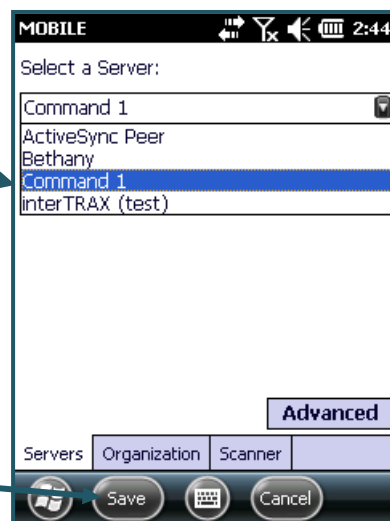 MOBILE 2:44
Select a Server:
Command 1
ActiveSync Peer
Bethany
Command 1
interTRAX (test)
Advanced
Servers Organization Scanner
Save Cancel